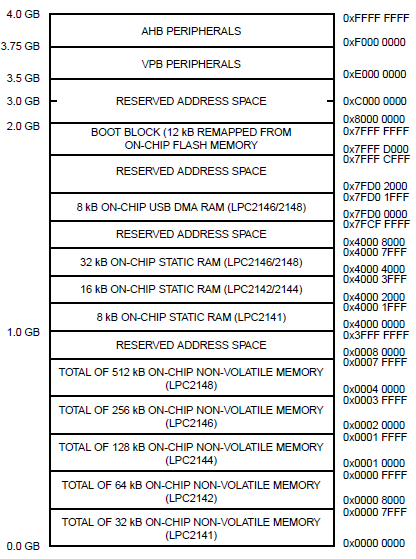 4.0 GB
0xFFFF FFFF
AHB PERIPHERALS
3.75 GB
0xF000 0000
VPB PERIPHERALS
3.5 GB
0xE000 0000
3.0 GB
RESERVED ADDRESS SPACE
0xC000 0000
2.0 GB
0x8000 0000
0x7FFF FFFF
BOOT BLOCK (12 kB REMAPPED FROM
ON-CHIP FLASH MEMORY
0x7FFF D000
0x7FFF CFFF
RESERVED ADDRESS SPACE
0x7FD0 2000
0x7FD0 1FFF
8 kB ON-CHIP USB DMA RAM (LPC2146/2148)
0x7FD0 0000
0x7FCF FFFF
RESERVED ADDRESS SPACE
0x4000 8000
0x4000 7FFF
32 kB ON-CHIP STATIC RAM (LPC2146/2148)
0x4000 4000
0x4000 3FFF
16 kB ON-CHIP STATIC RAM (LPC2142/2144)
0x4000 2000
0x4000 1FFF
8 kB ON-CHIP STATIC RAM (LPC2141)
0x4000 0000
1.0 GB
0x3FFF FFFF
RESERVED ADDRESS SPACE
0x0008 0000
0x0007 FFFF
TOTAL OF 512 kB ON-CHIP NON-VOLATILE MEMORY
(LPC2148)
0x0004 0000
0x0003 FFFF
TOTAL OF 256 kB ON-CHIP NON-VOLATILE MEMORY
(LPC2146)
0x0002 0000
0x0001 FFFF
TOTAL OF 128 kB ON-CHIP NON-VOLATILE MEMORY
(LPC2144)
0x0001 0000
0x0000 FFFF
TOTAL OF 64 kB ON-CHIP NON-VOLATILE MEMORY
(LPC2142)
0x0000 8000
0x0000 7FFF
TOTAL OF 32 kB ON-CHIP NON-VOLATILE MEMORY
(LPC2141)
0.0 GB
0x0000 0000